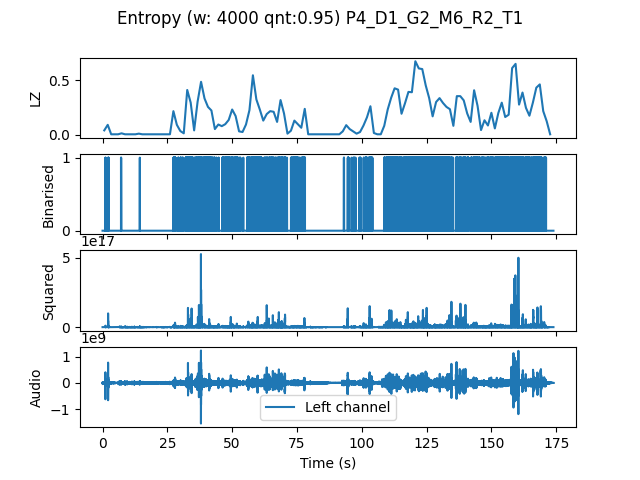 Entropy (w: 4000 qnt:0.95) P4_D1_G2_M6_R2_T1
0.5
0.0
LZ
1
0
Binarised
1e17
5
0
Squared
1e9
1
0
−1
Audio
Left channel
0 25 50 75 100 125 150 175
Time (s)